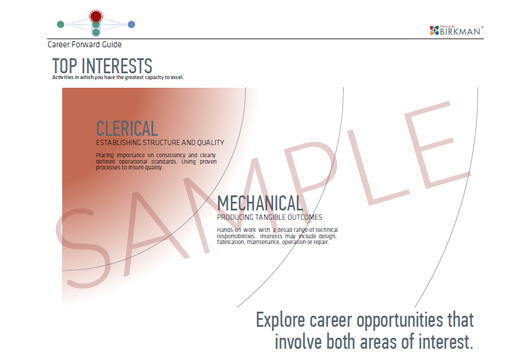 Powered by
BIRKMAN
Career Forward Guide
TOP INTERESTS
Activities in which you have the greatest capacity to excel.
CLERICAL
ESTABLISHING STRUCTURE AND QUALITY
Placing importance on consistency and clearly
defined operational standards. Using proven
processes to insure quality.
MECHANICAL
PRODUCING TANGIBLE OUTCOMES
Hands-on work with a broad range of technical
responsibilities. Interests may include design,
fabrication, maintenance, operation or repair.
SAMPLE
Explore career opportunities that
involve both areas of interest.